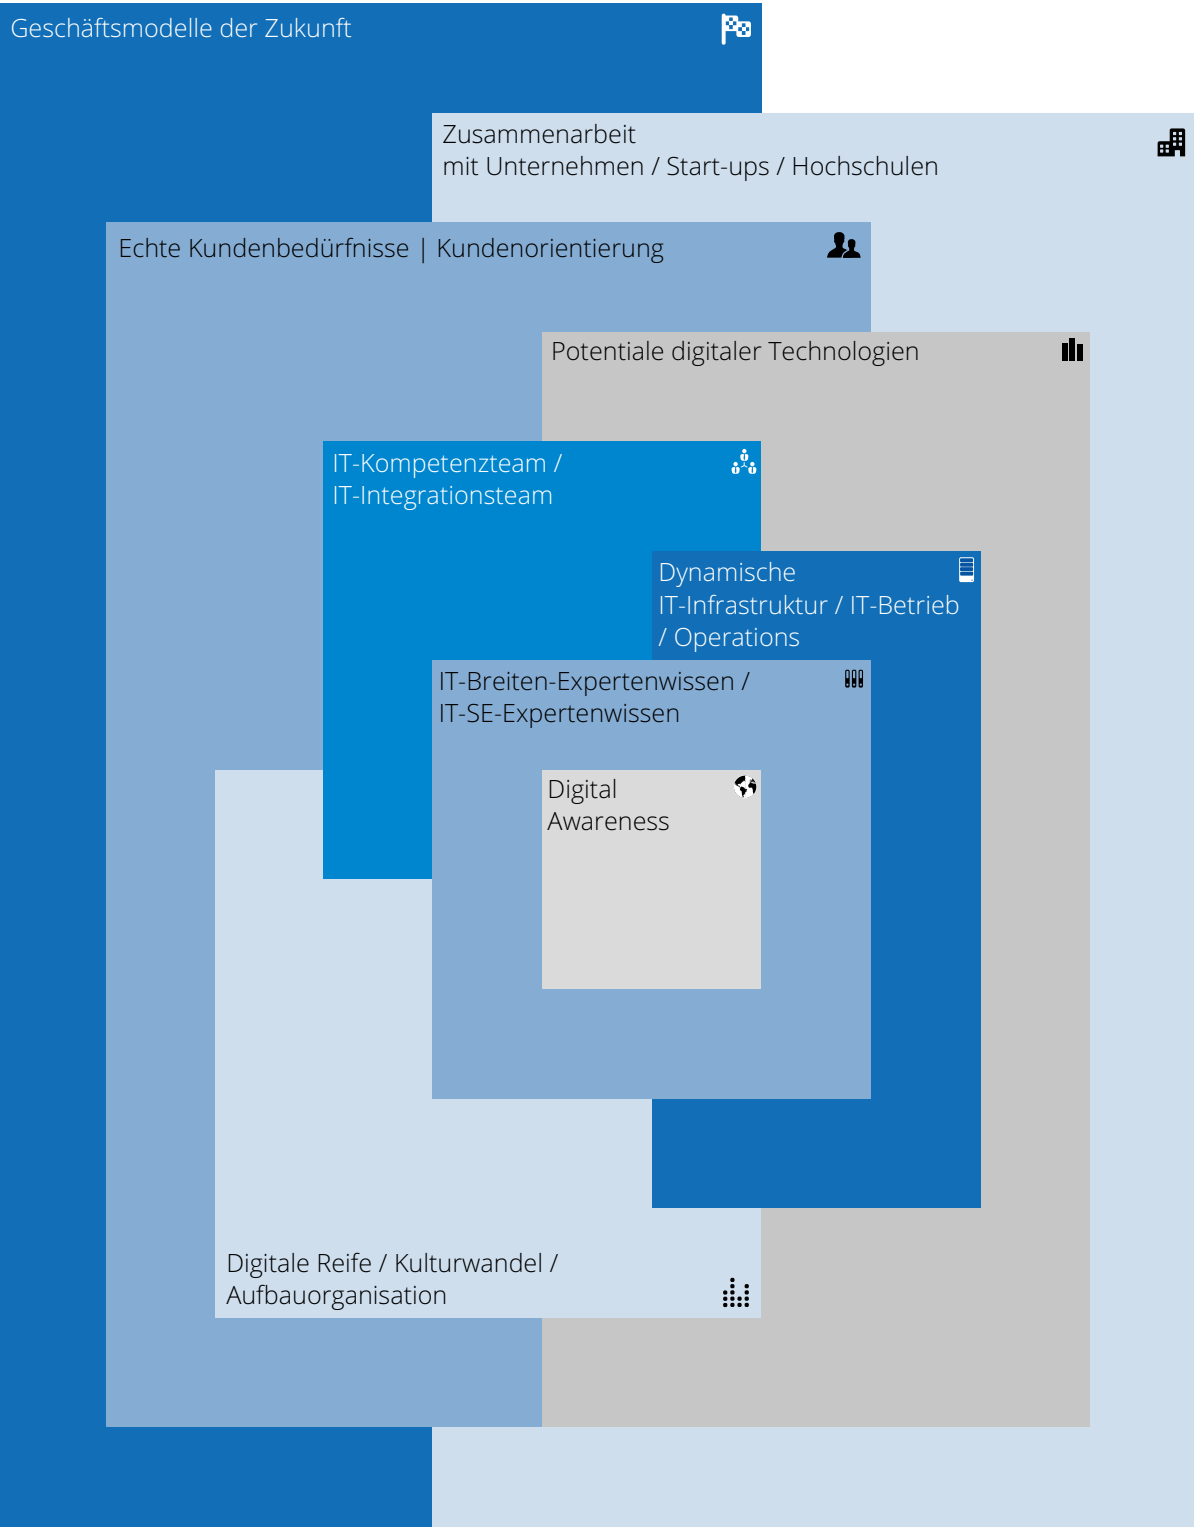 Geschäftsmodelle der Zukunft
Zusammenarbeit
mit Unternehmen / Start-ups / Hochschulen
Echte Kundenbedürfnisse | Kundenorientierung
Potentiale digitaler Technologien
IT-Kompetenzteam /
IT-Integrationsteam
Dynamische
IT-Infrastruktur / IT-Betrieb
/ Operations
IT-Breiten-Expertenwissen /
IT-SE-Expertenwissen
Digital
Awareness
Digitale Reife / Kulturwandel /
Aufbauorganisation